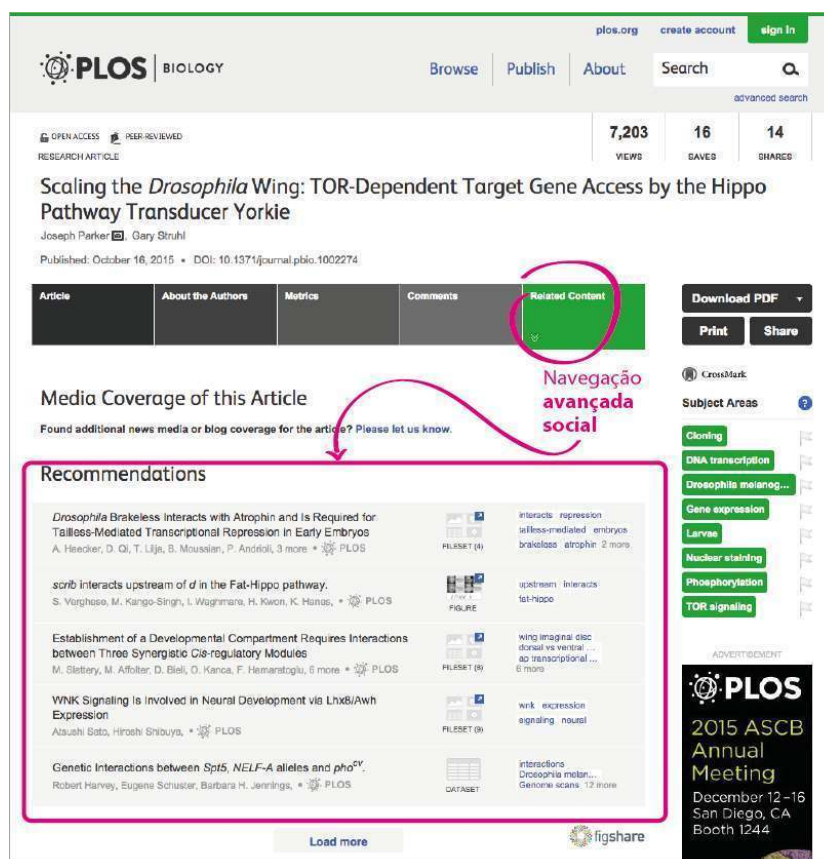 plos.org create account sign in
PLOS BIOLOGY
Browse Publish About Search
advanced search
OPEN ACCESS PEER-REVIEWED
7,203 16 14
RESEARCH ARTICLE
VIEWS SAVES SHARES
Scaling the Drosophila Wing: TOR-Dependent Target Gene Access by the Hippo
Pathway Transducer Yorkie
Joseph Parker, Gary Struhl
Published: October 16, 2015 • DOI: 10.1371/journal.pbio.1002274
Article About the Authors Metrics Comments Related Content
Download PDF
Print Share
Navegação
avançada
social
CrossMark
Media Coverage of this Article
Subject Areas ?
Found additional news media or blog coverage for the article? Please let us know.
Cloning
DNA transcription
Drosophila melanog...
Gene expression
Larvae
Nuclear staining
Phosphorylation
TOR signaling
Recommendations
Drosophila Brakeless Interacts with Atrophin and Is Required for
Tailless-Mediated Transcriptional Repression in Early Embryos
A. Haecker, D. Qi, T. Lilja, B. Moussian, P. Andrioli, 3 more • PLOS
FILESET (4)
interacts repression
tailless-mediated embryos
brakeless atrophin 2 more
scrib interacts upstream of d in the Fat-Hippo pathway.
S. Verghese, M. Kango-Singh, I. Waghmare, H. Kwon, K. Hanes, • PLOS
FIGURE
upstream interacts
fat-hippo
Establishment of a Developmental Compartment Requires Interactions
between Three Synergistic Cis-regulatory Modules
M. Slattery, M. Affolter, D. Bieli, O. Kanca, F. Hamaratoglu, 6 more • PLOS
wing imaginal disc
dorsal vs ventral ...
ap transcriptional ...
6 more
WNK Signaling Is Involved in Neural Development via Lhx8/Awh
Expression
Atsushi Sato, Hiroshi Shibuya, • PLOS
FILESET (9)
wnk expression
signaling neural
Genetic Interactions between Spt5, NELF-A alleles and phoᶜⱽ.
Robert Harvey, Eugene Schuster, Barbara H. Jennings, • PLOS
DATASET
interactions
Drosophila melan...
Genome scans 12 more
Load more
figshare
ADVERTISEMENT
PLOS
2015 ASCB
Annual
Meeting
December 12–16
San Diego, CA
Booth 1244